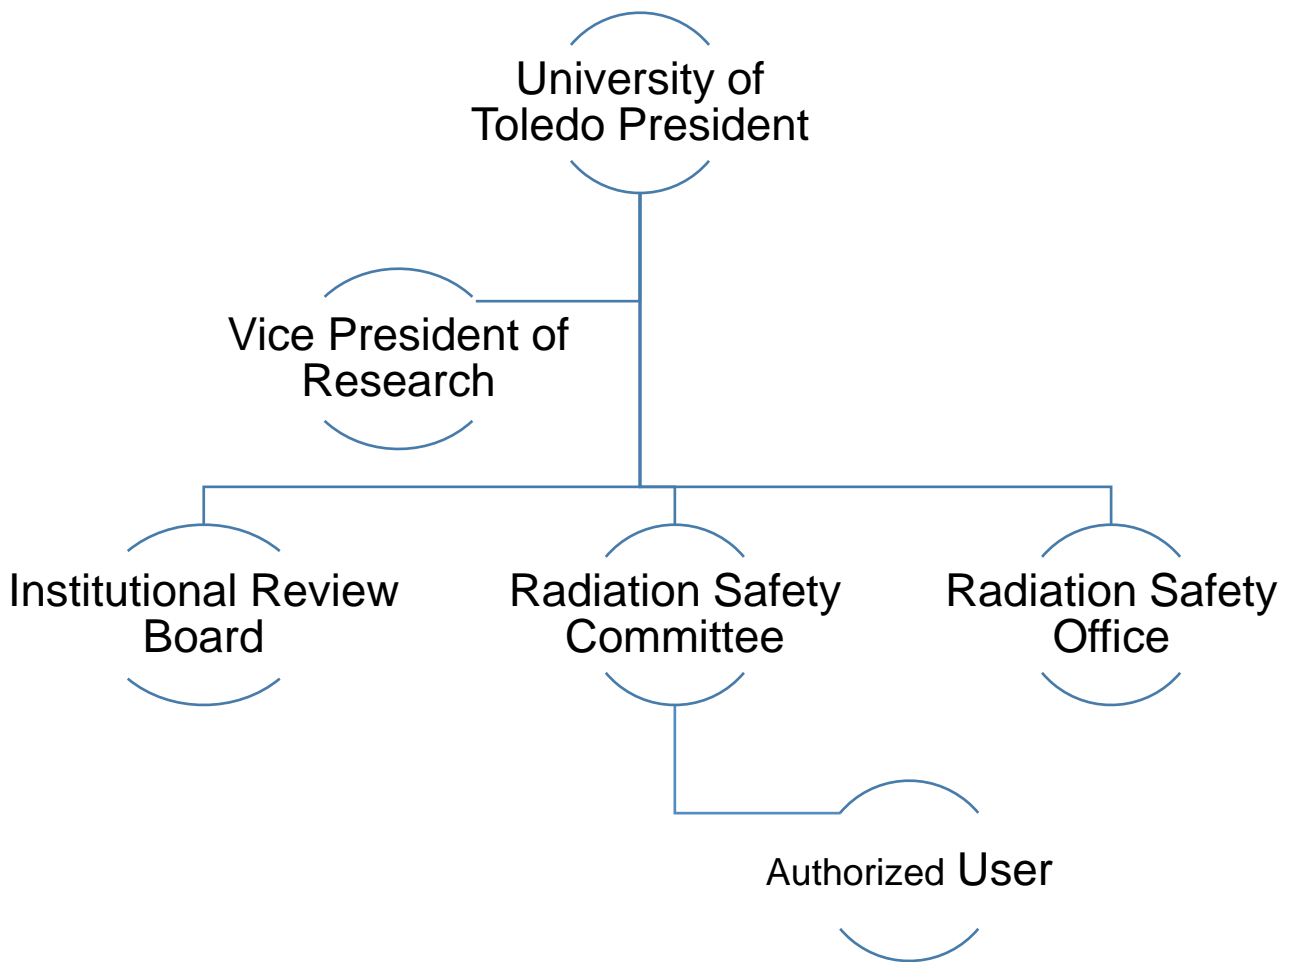 University of
Toledo President
Vice President of
Research
Institutional Review
Board
Radiation Safety
Committee
Radiation Safety
Office
Authorized User